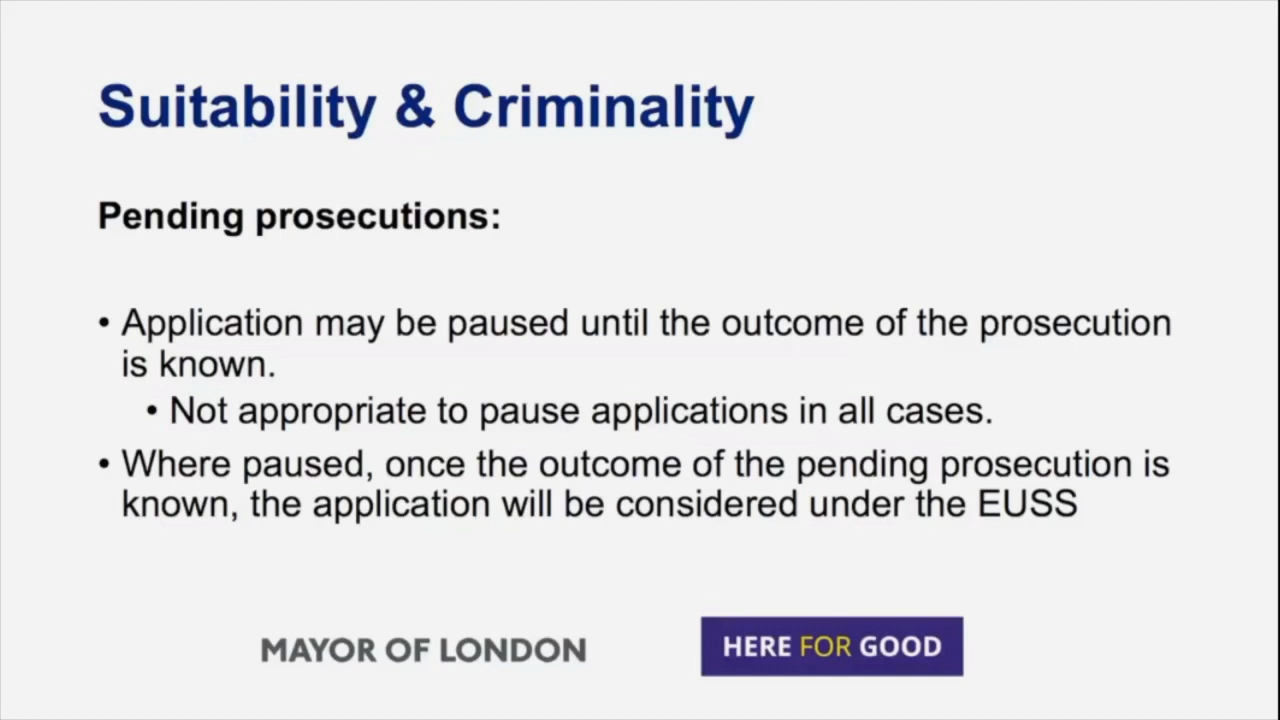 Suitability & Criminality
Pending prosecutions:
• Application may be paused until the outcome of the prosecution
is known.
• Not appropriate to pause applications in all cases.
• Where paused, once the outcome of the pending prosecution is
known, the application will be considered under the EUSS
MAYOR OF LONDON
HERE FOR GOOD